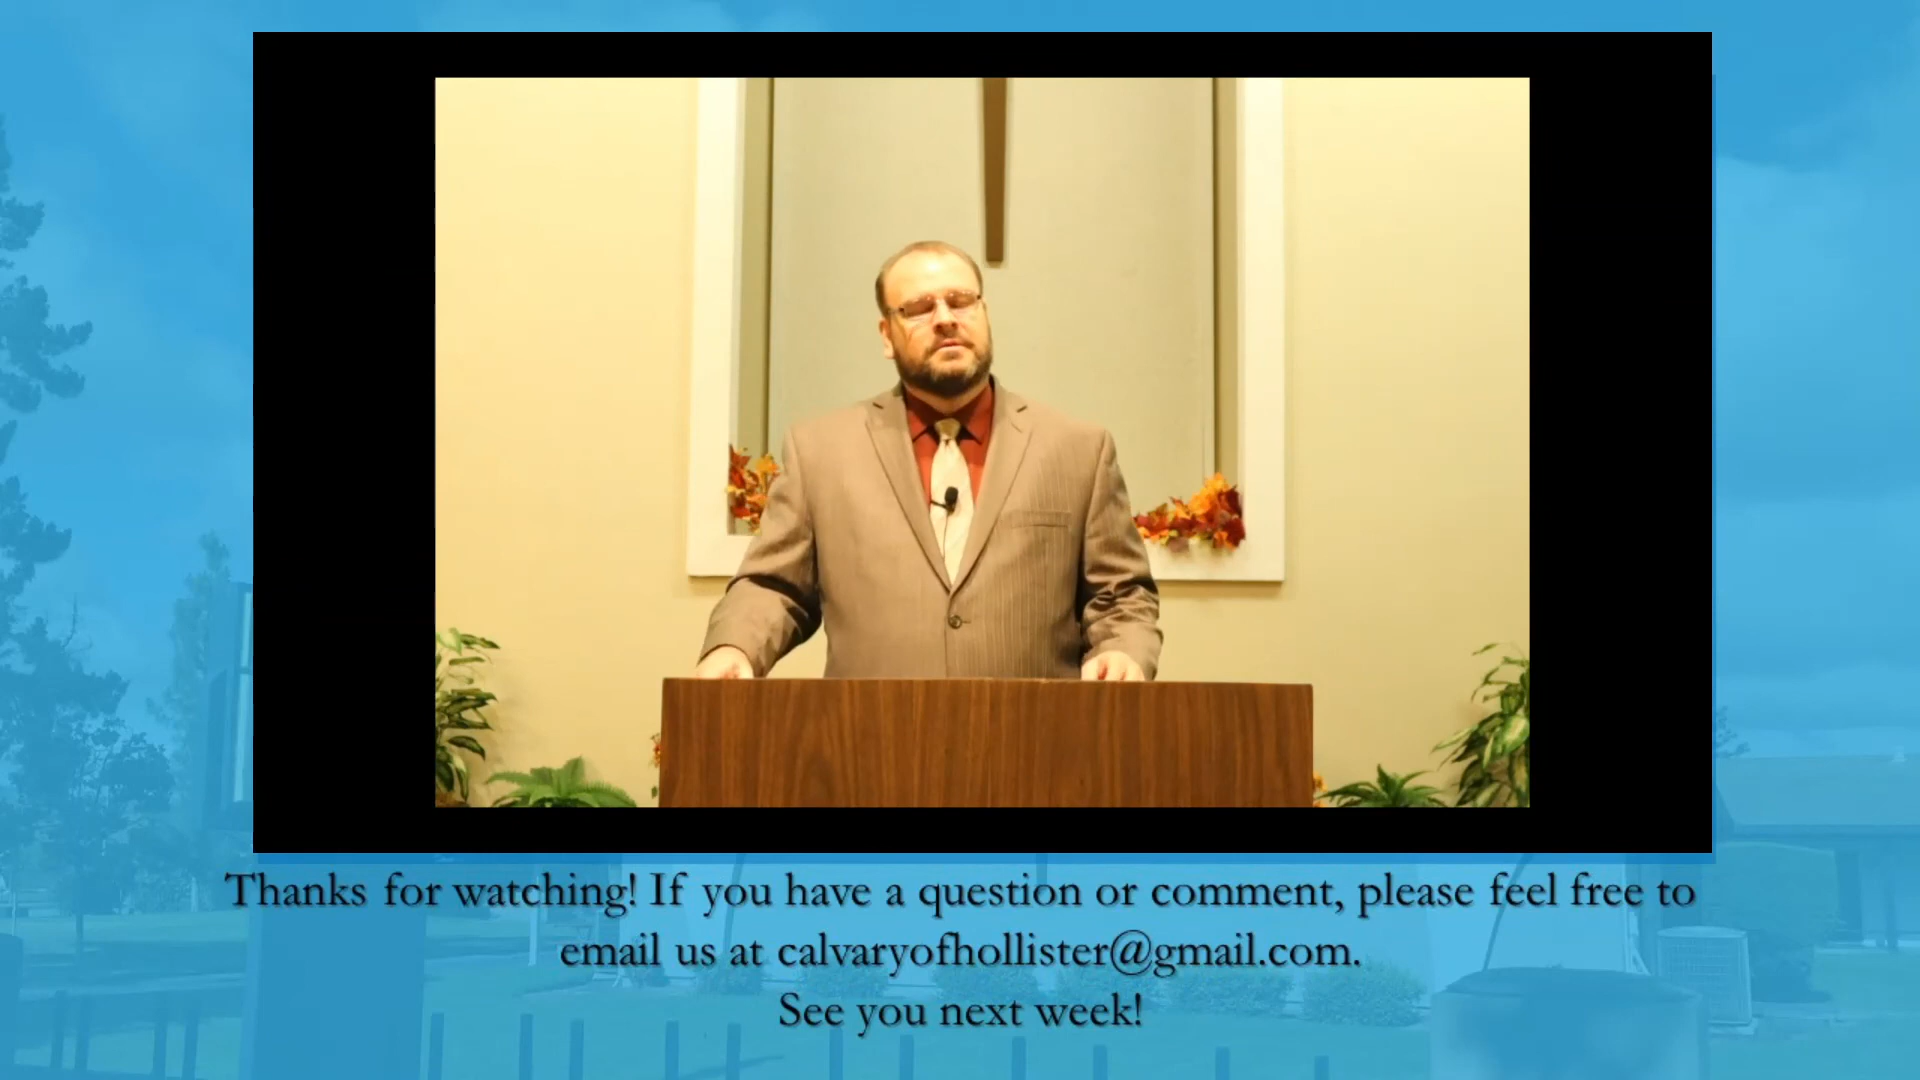 Thanks for watching! If you have a question or comment, please feel free to
email us at calvaryofhollister@gmail.com.
See you next week!